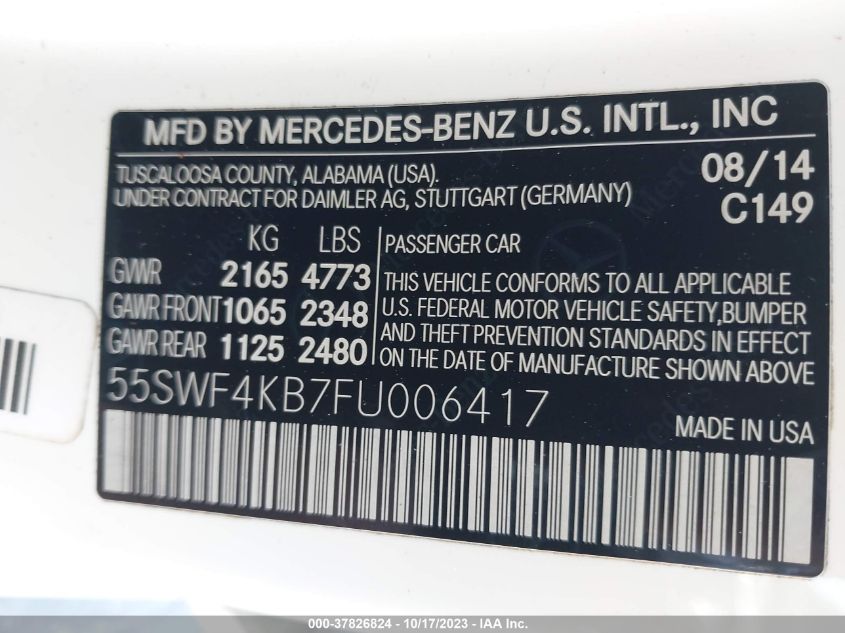 MFD BY MERCEDES-BENZ U.S. INTL., INC
TUSCALOOSA COUNTY, ALABAMA (USA).
UNDER CONTRACT FOR DAIMLER AG, STUTTGART (GERMANY)
08/14
C149
KG LBS
GVWR 2165 4773
GAWR FRONT 1065 2348
GAWR REAR 1125 2480
PASSENGER CAR
THIS VEHICLE CONFORMS TO ALL APPLICABLE
U.S. FEDERAL MOTOR VEHICLE SAFETY,BUMPER
AND THEFT PREVENTION STANDARDS IN EFFECT
ON THE DATE OF MANUFACTURE SHOWN ABOVE
55SWF4KB7FU006417
MADE IN USA
000-37826824 - 10/17/2023 - IAA Inc.